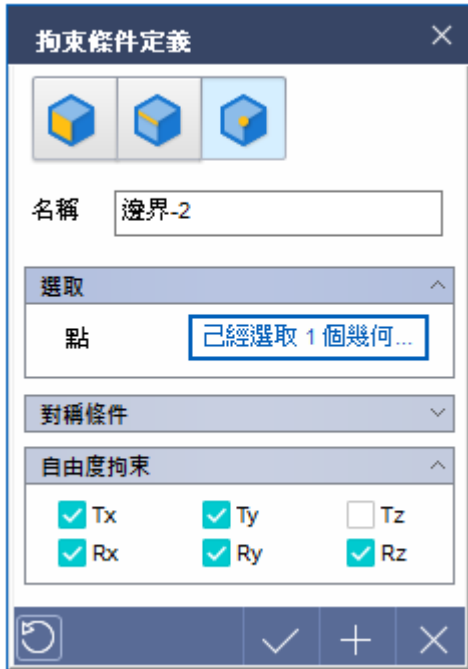 拘束條件定義
名稱 邊界-2
選取
點 已經選取 1 個幾何...
對稱條件
自由度拘束
Tx Ty Tz
Rx Ry Rz